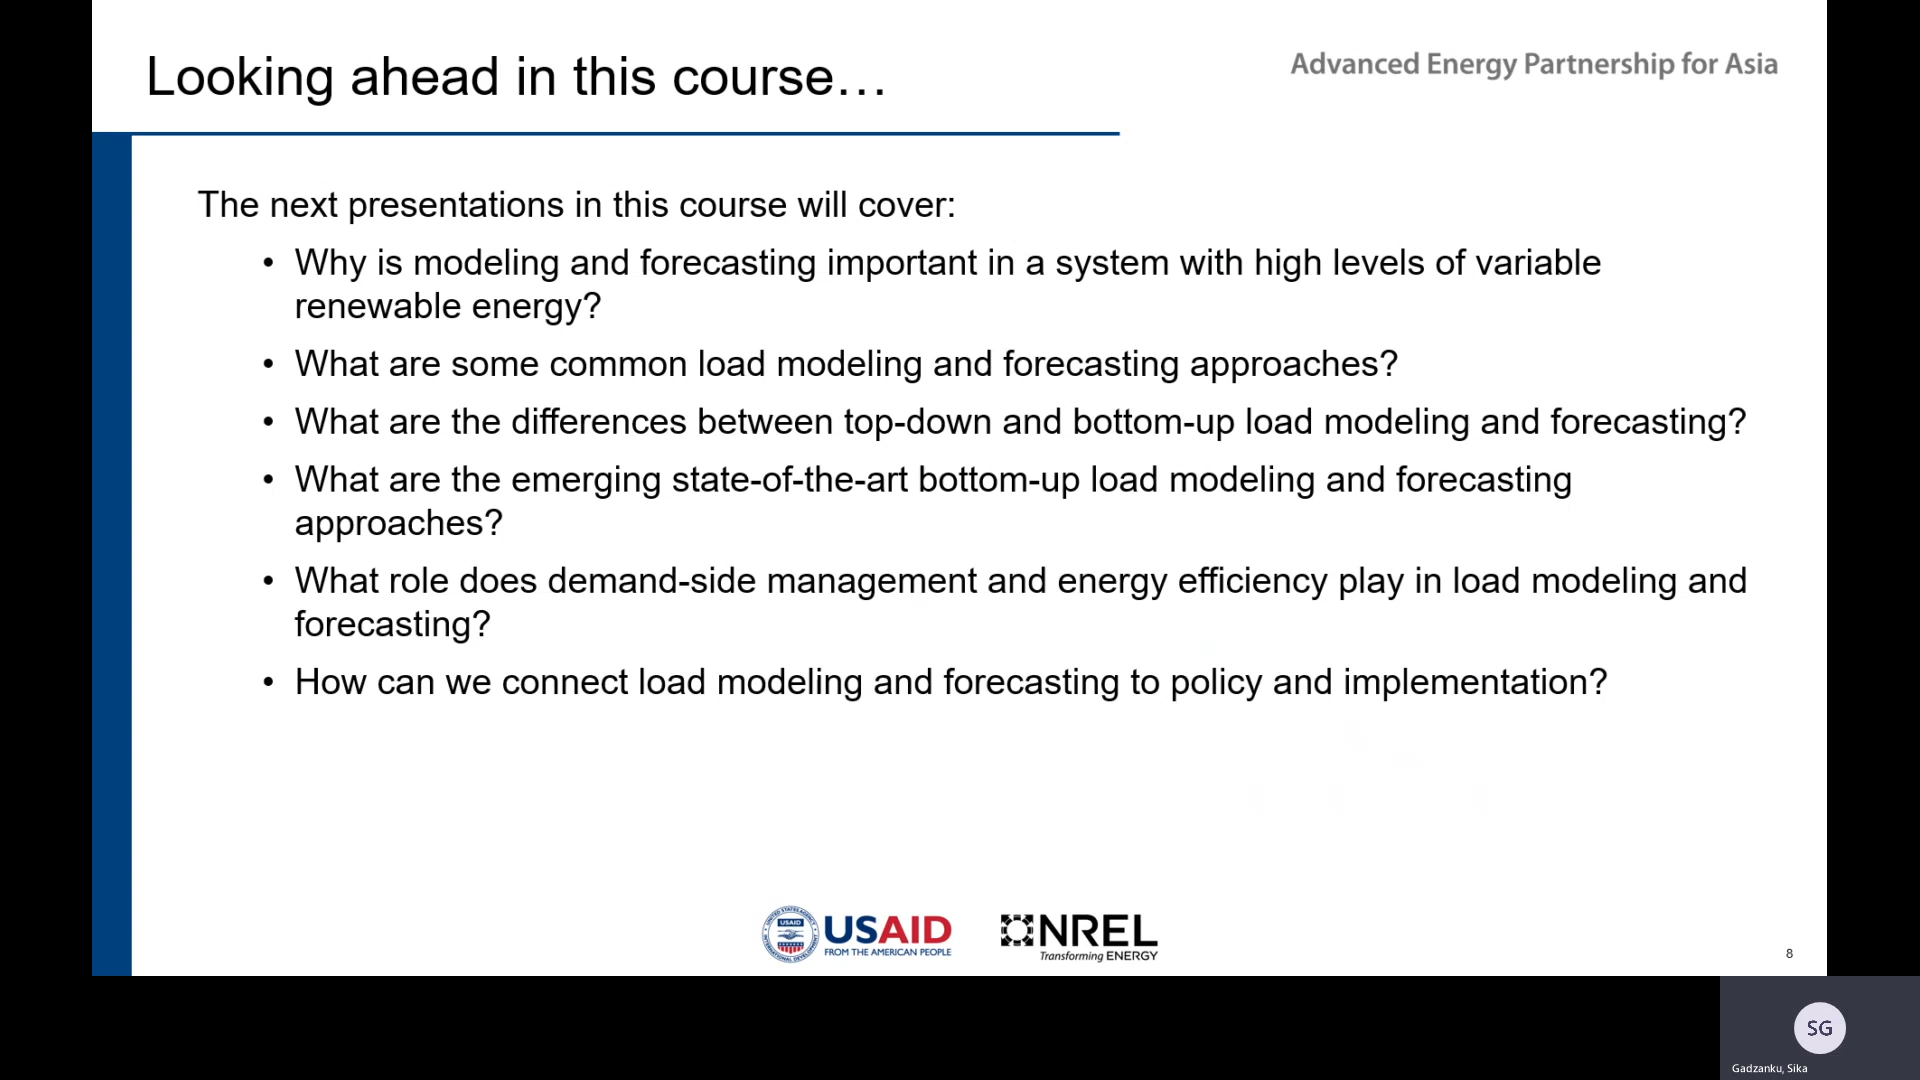 Looking ahead in this course…
Advanced Energy Partnership for Asia
The next presentations in this course will cover:
• Why is modeling and forecasting important in a system with high levels of variable
renewable energy?
• What are some common load modeling and forecasting approaches?
• What are the differences between top-down and bottom-up load modeling and forecasting?
• What are the emerging state-of-the-art bottom-up load modeling and forecasting
approaches?
• What role does demand-side management and energy efficiency play in load modeling and
forecasting?
• How can we connect load modeling and forecasting to policy and implementation?
USAID
USAID
FROM THE AMERICAN PEOPLE
NREL
Transforming ENERGY
8
SG
Gadzanku, Sika